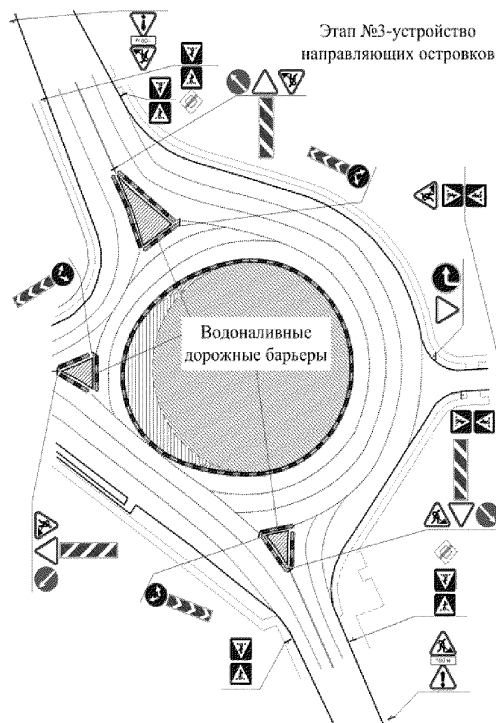 Этап №3-устройство
направляющих островков
Водоналивные
дорожные барьеры